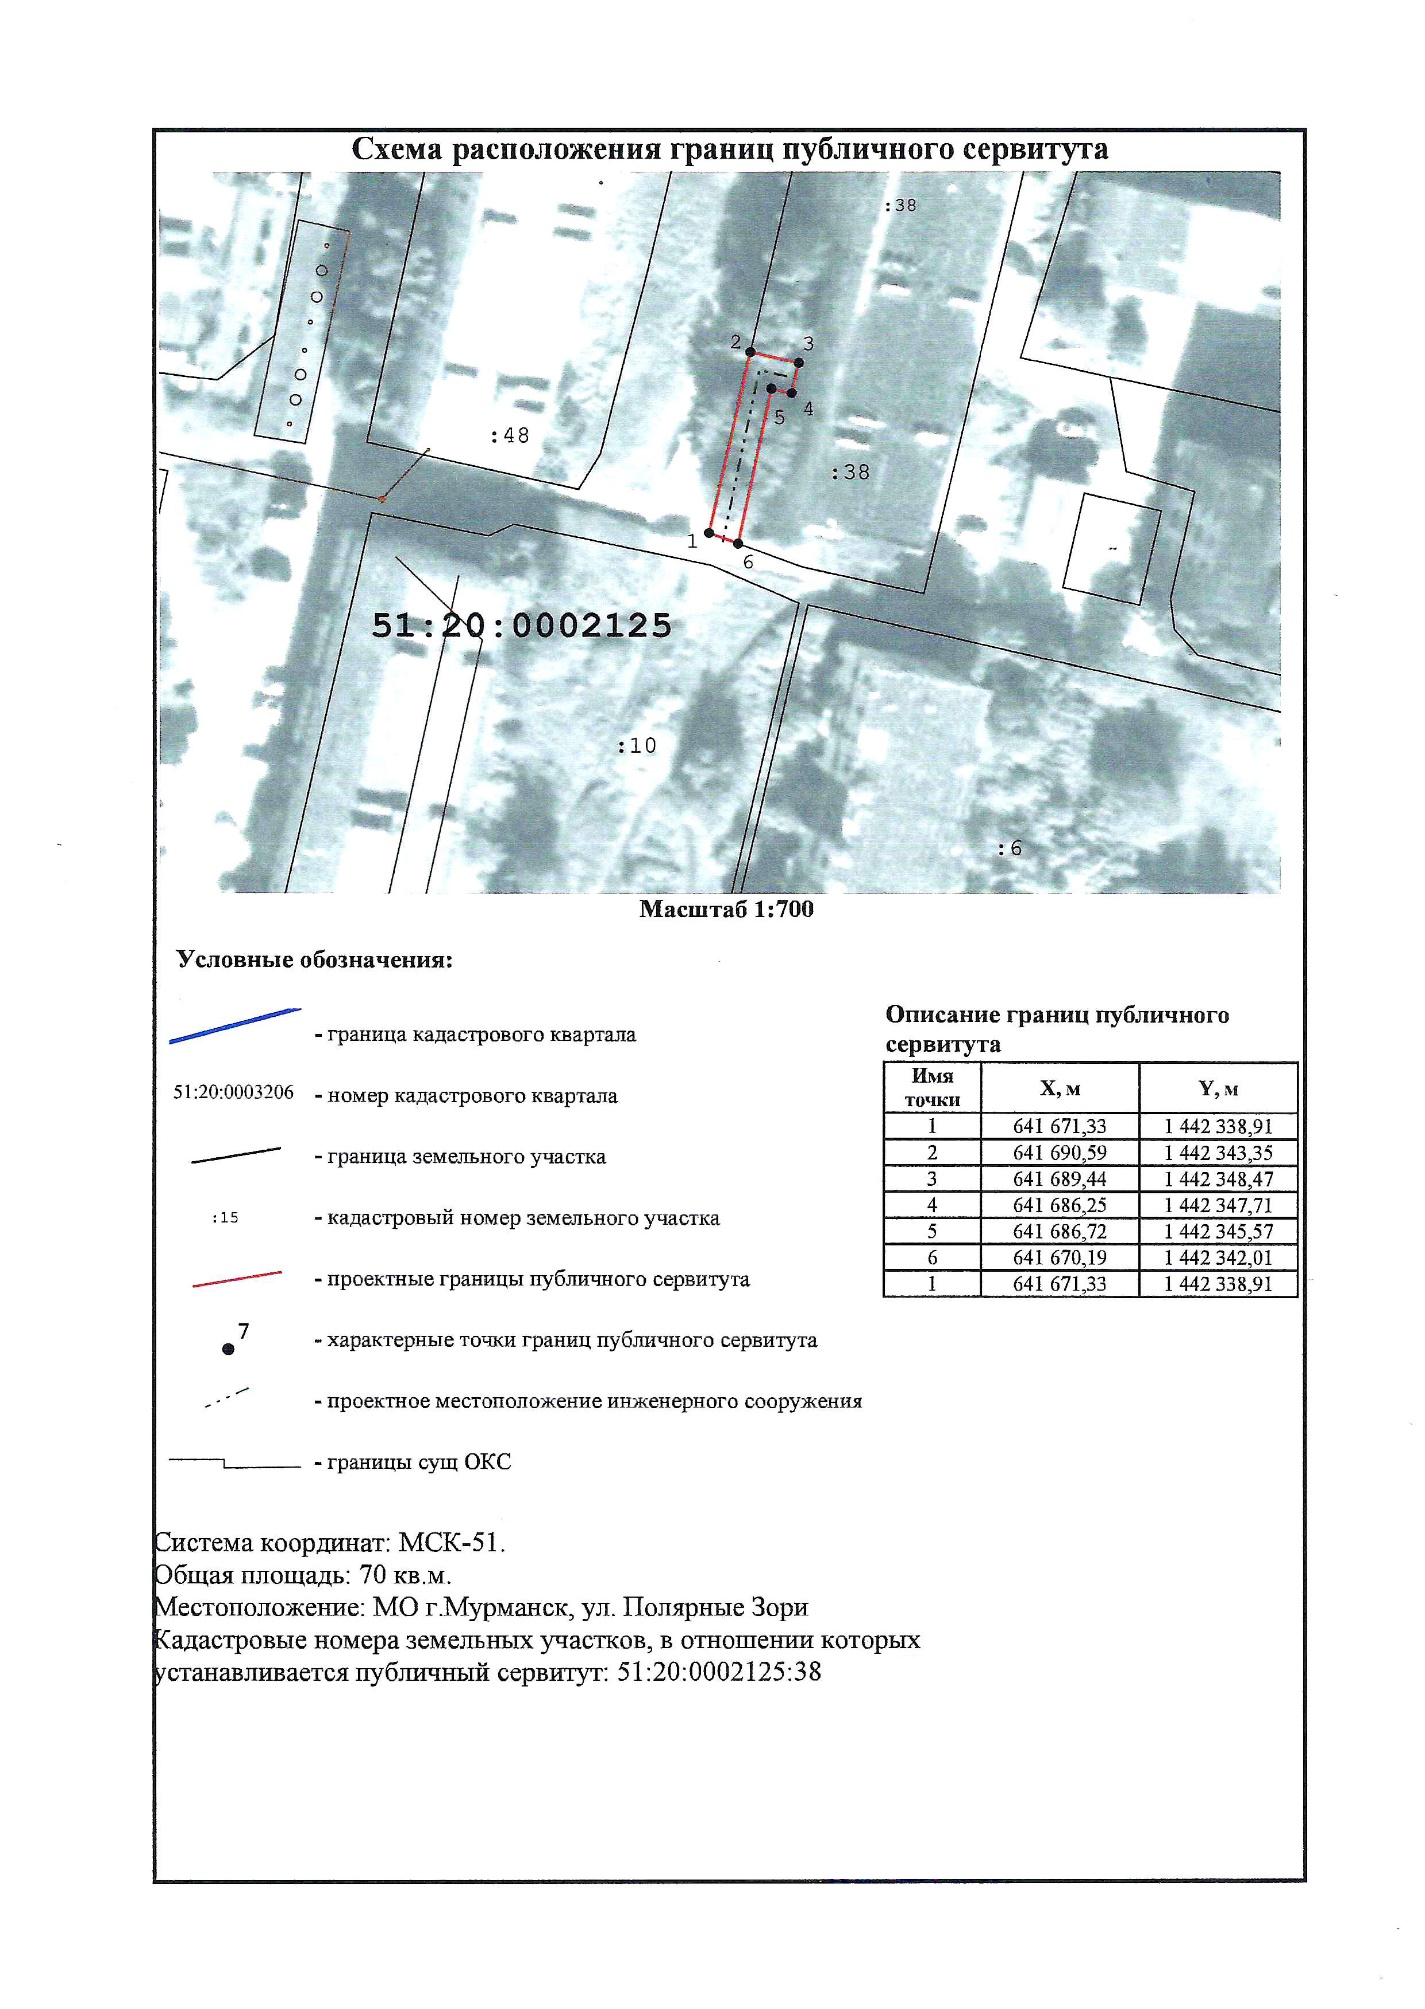 Схема расположения границ публичного сервитута
:38
2
3
4
5
:48
:38
1
6
51:20:0002125
:10
:6
Масштаб 1:700
Условные обозначения:
- граница кадастрового квартала
51:20:0003206 - номер кадастрового квартала
- граница земельного участка
:15 - кадастровый номер земельного участка
- проектные границы публичного сервитута
7 - характерные точки границ публичного сервитута
- проектное местоположение инженерного сооружения
- границы сущ ОКС
Описание границ публичного
сервитута
Имя точки X, м Y, м
1 641 671,33 1 442 338,91
2 641 690,59 1 442 343,35
3 641 689,44 1 442 348,47
4 641 686,25 1 442 347,71
5 641 686,72 1 442 345,57
6 641 670,19 1 442 342,01
1 641 671,33 1 442 338,91
Система координат: МСК-51.
Общая площадь: 70 кв.м.
Местоположение: МО г.Мурманск, ул. Полярные Зори
Кадастровые номера земельных участков, в отношении которых
устанавливается публичный сервитут: 51:20:0002125:38